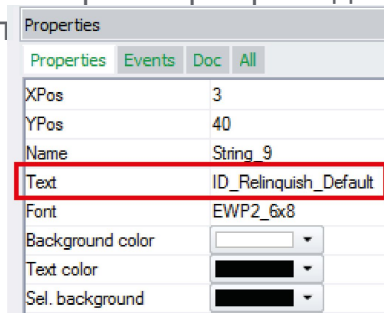 Properties
Properties Events Doc All
XPos 3
YPos 40
Name String_9
Text ID_Relinquish_Default
Font EWP2_6x8
Background color
Text color
Sel. background